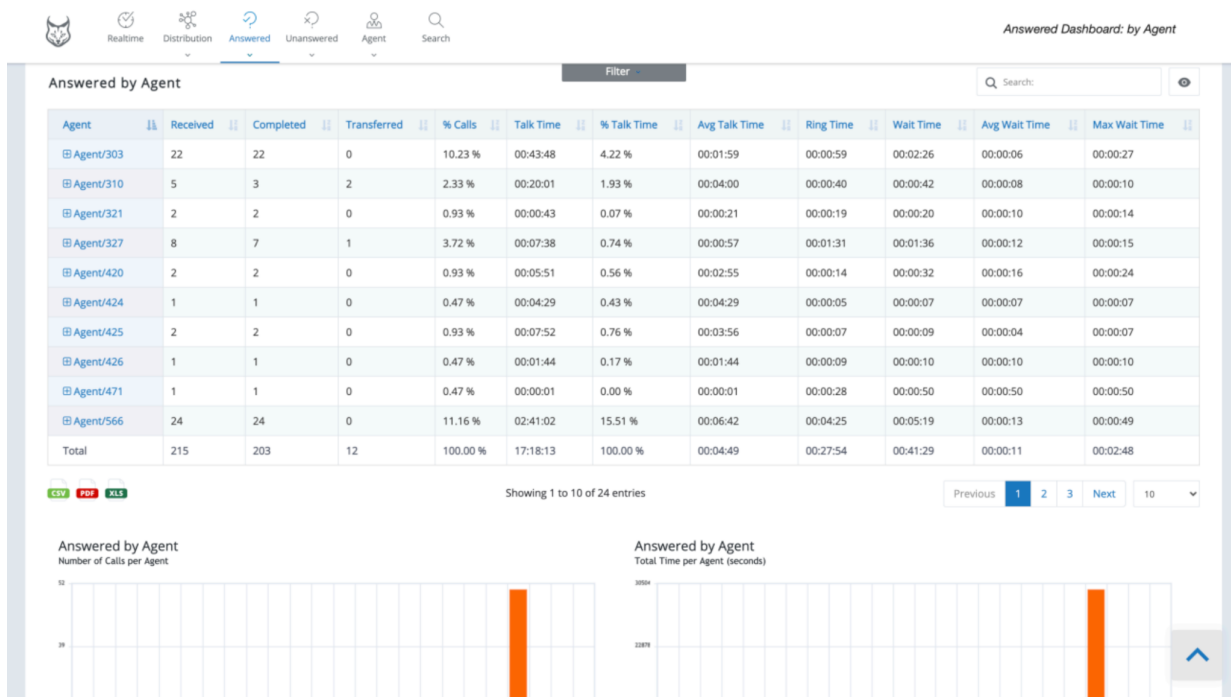 Realtime Distribution Answered Unanswered Agent Search
Answered Dashboard: by Agent
Filter
Answered by Agent
Search:
Agent Received Completed Transferred % Calls Talk Time % Talk Time Avg Talk Time Ring Time Wait Time Avg Wait Time Max Wait Time
Agent/303 22 22 0 10.23 % 00:43:48 4.22 % 00:01:59 00:00:59 00:02:26 00:00:06 00:00:27
Agent/310 5 3 2 2.33 % 00:20:01 1.93 % 00:04:00 00:00:40 00:00:42 00:00:08 00:00:10
Agent/321 2 2 0 0.93 % 00:00:43 0.07 % 00:00:21 00:00:19 00:00:20 00:00:10 00:00:14
Agent/327 8 7 1 3.72 % 00:07:38 0.74 % 00:00:57 00:01:31 00:01:36 00:00:12 00:00:15
Agent/420 2 2 0 0.93 % 00:05:51 0.56 % 00:02:55 00:00:14 00:00:32 00:00:16 00:00:24
Agent/424 1 1 0 0.47 % 00:04:29 0.43 % 00:04:29 00:00:05 00:00:07 00:00:07 00:00:07
Agent/425 2 2 0 0.93 % 00:07:52 0.76 % 00:03:56 00:00:07 00:00:09 00:00:04 00:00:07
Agent/426 1 1 0 0.47 % 00:01:44 0.17 % 00:01:44 00:00:09 00:00:10 00:00:10 00:00:10
Agent/471 1 1 0 0.47 % 00:00:01 0.00 % 00:00:01 00:00:28 00:00:50 00:00:50 00:00:50
Agent/566 24 24 0 11.16 % 02:41:02 15.51 % 00:06:42 00:04:25 00:05:19 00:00:13 00:00:49
Total 215 203 12 100.00 % 17:18:13 100.00 % 00:04:49 00:27:54 00:41:29 00:00:11 00:02:48
CSV PDF XLS
Showing 1 to 10 of 24 entries
Previous 1 2 3 Next 10
Answered by Agent
Number of Calls per Agent
52
39
Answered by Agent
Total Time per Agent (seconds)
30504
22878